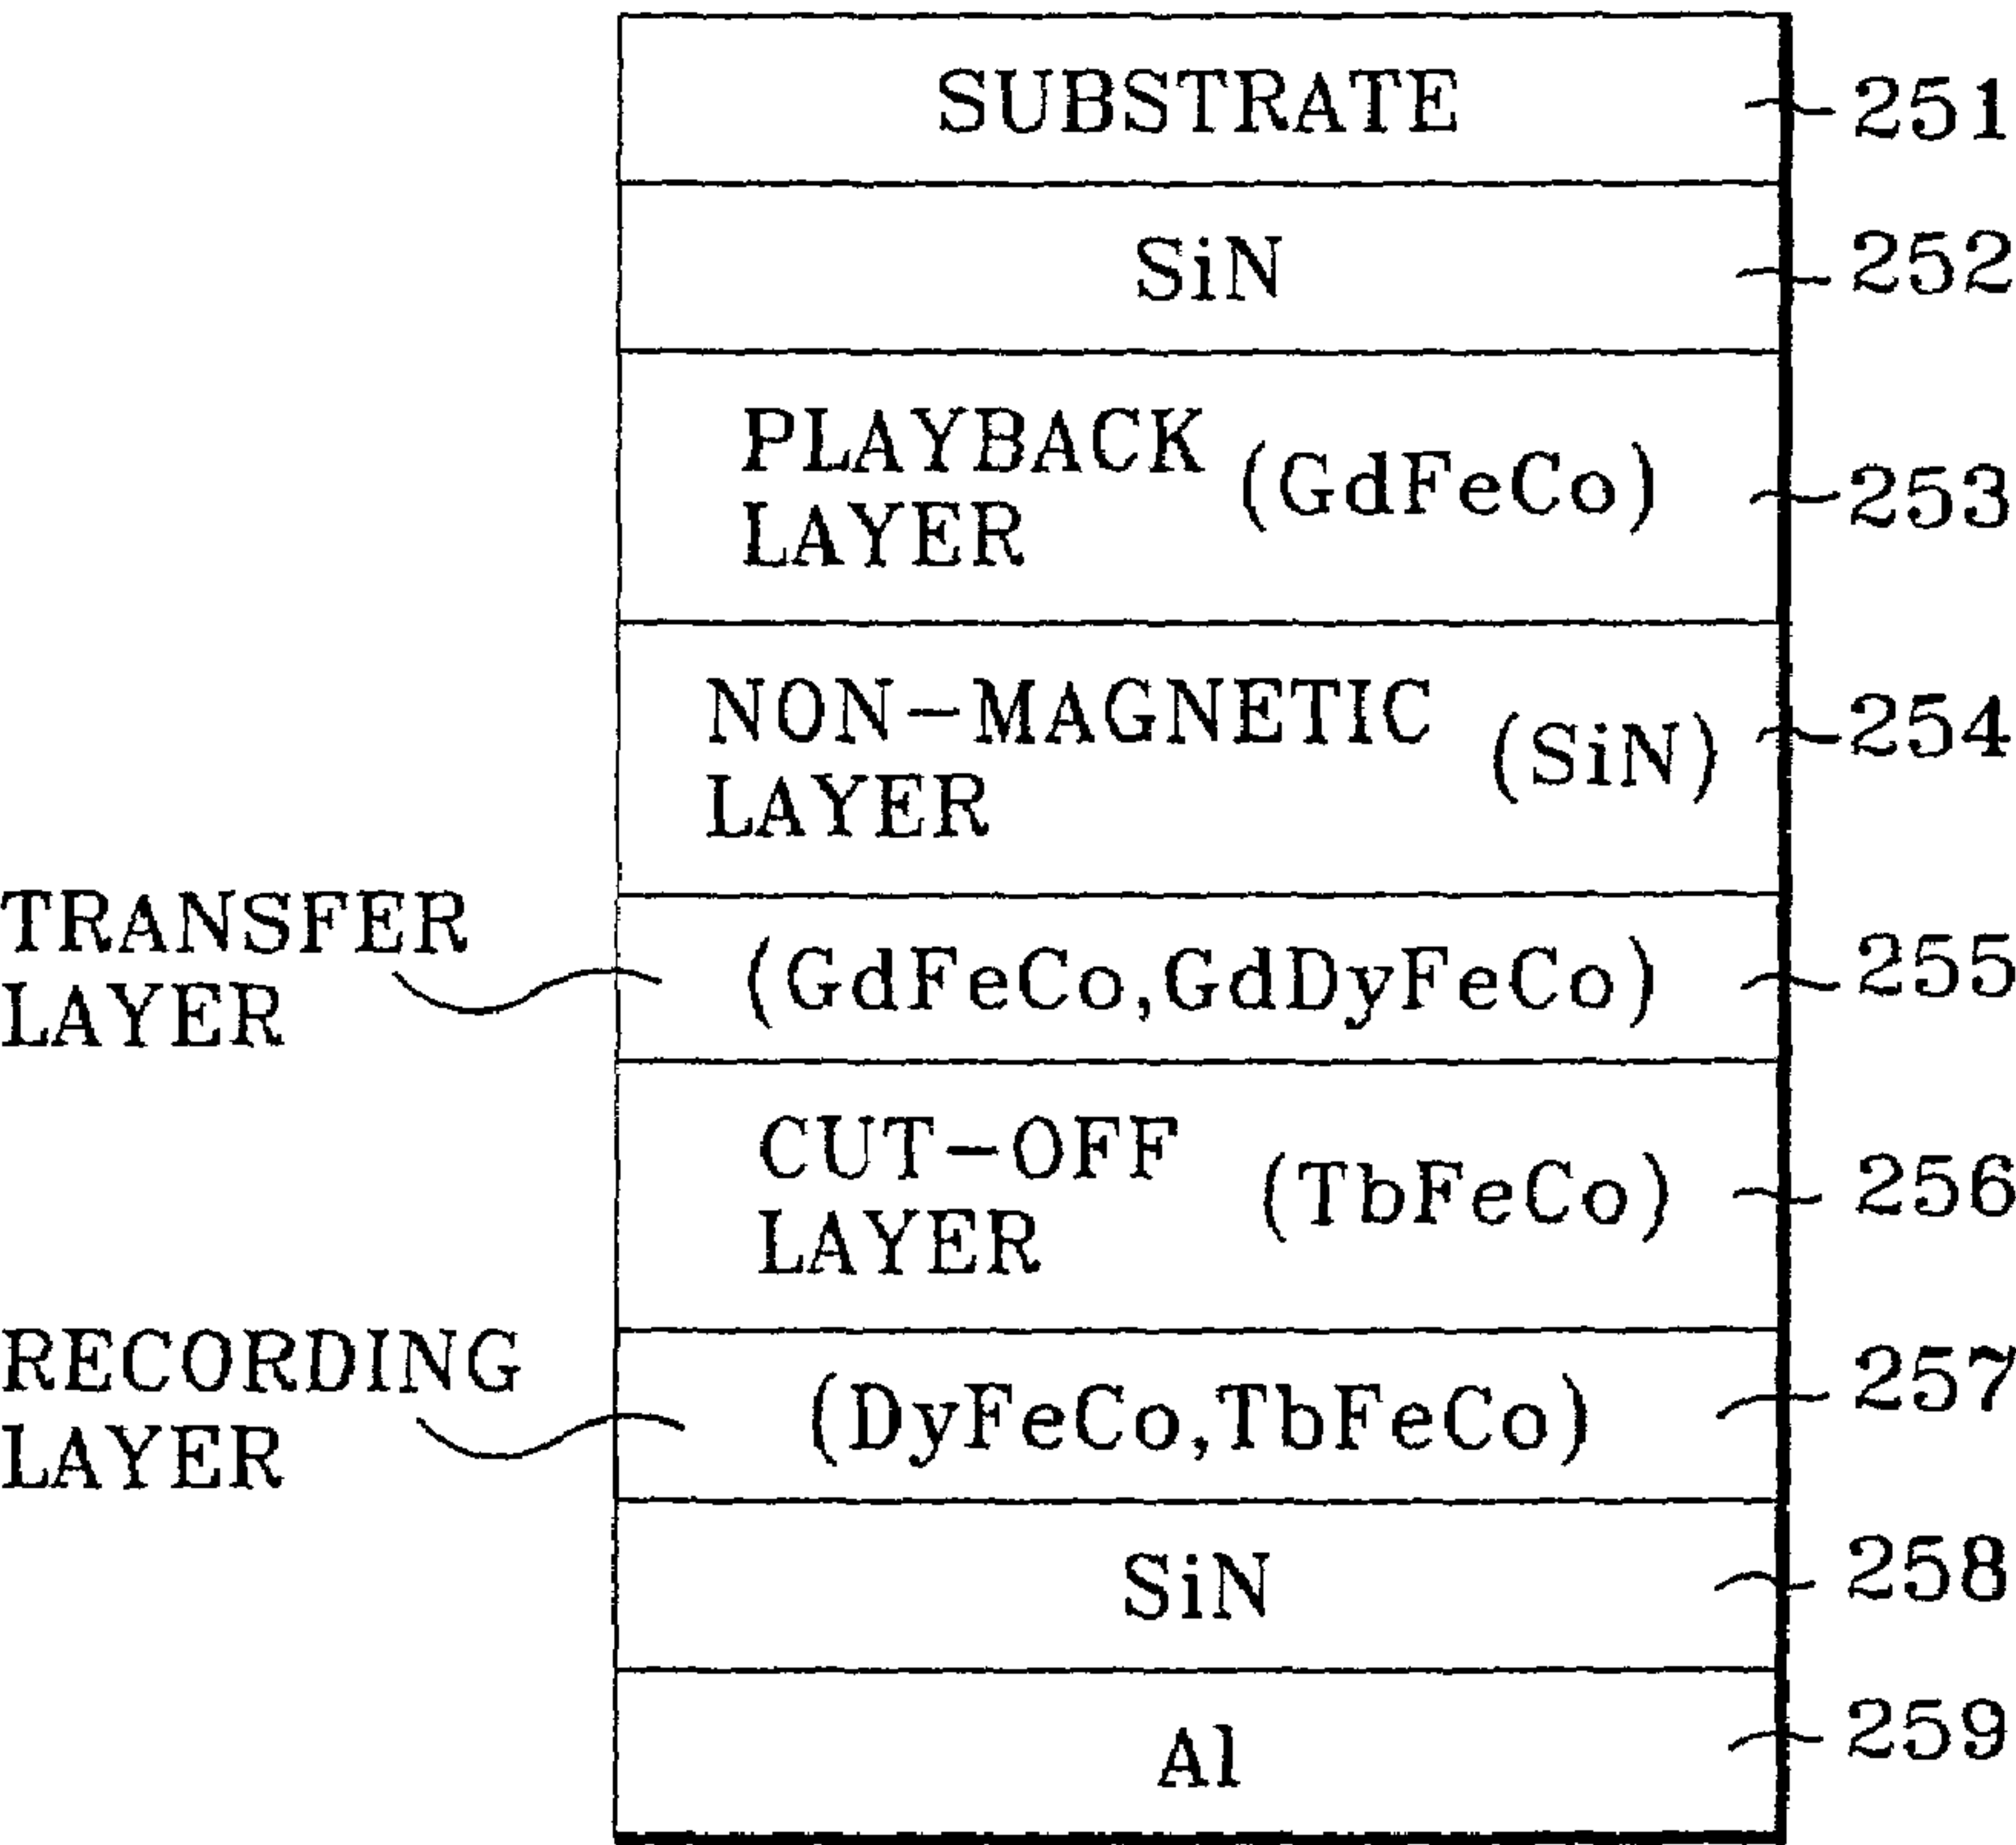 SUBSTRATE 251
SiN 252
PLAYBACK
LAYER
(GdFeCo) 253
NON-MAGNETIC
LAYER
(SiN) 254
TRANSFER
LAYER
(GdFeCo,GdDyFeCo) 255
CUT-OFF
LAYER
(TbFeCo) 256
RECORDING
LAYER
(DyFeCo,TbFeCo) 257
SiN 258
Al 259